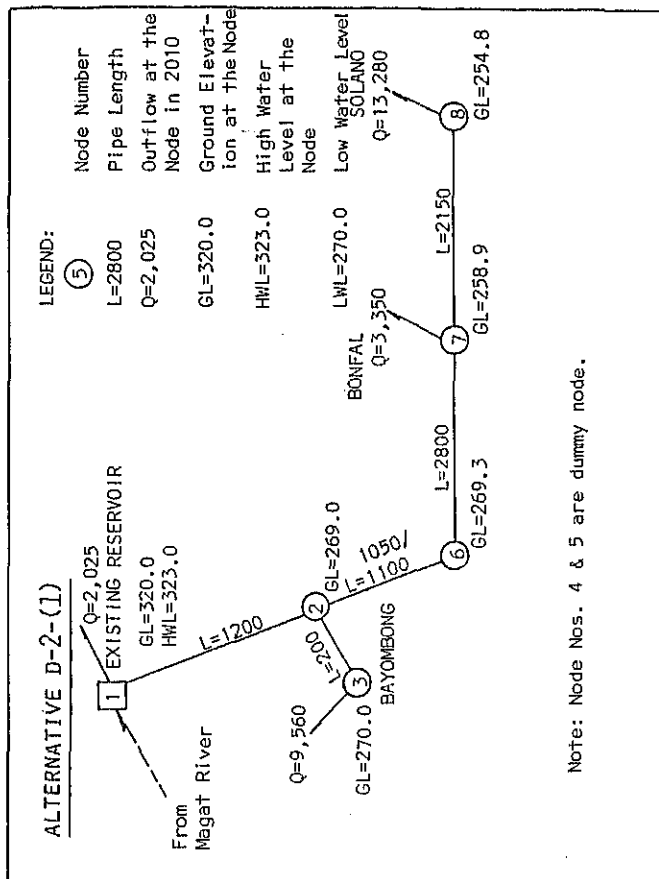 ALTERNATIVE D-2-(1)
LEGEND:
5
Node Number
L=2800
Pipe Length
Q=2,025
Outflow at the
Node in 2010
GL=320.0
Ground Elevat-
ion at the Node
HWL=323.0
High Water
Level at the
Node
LWL=270.0
Low Water Level
Q=2,025
1
EXISTING RESERVOIR
GL=320.0
HWL=323.0
From
Magat River
L=1200
2
GL=269.0
L=200
Q=9,560
3
GL=270.0
BAYOMBONG
1050/
L=1100
6
GL=269.3
L=2800
BONFAL
Q=3,350
7
GL=258.9
L=2150
SOLANO
Q=13,280
8
GL=254.8
Note: Node Nos. 4 & 5 are dummy node.